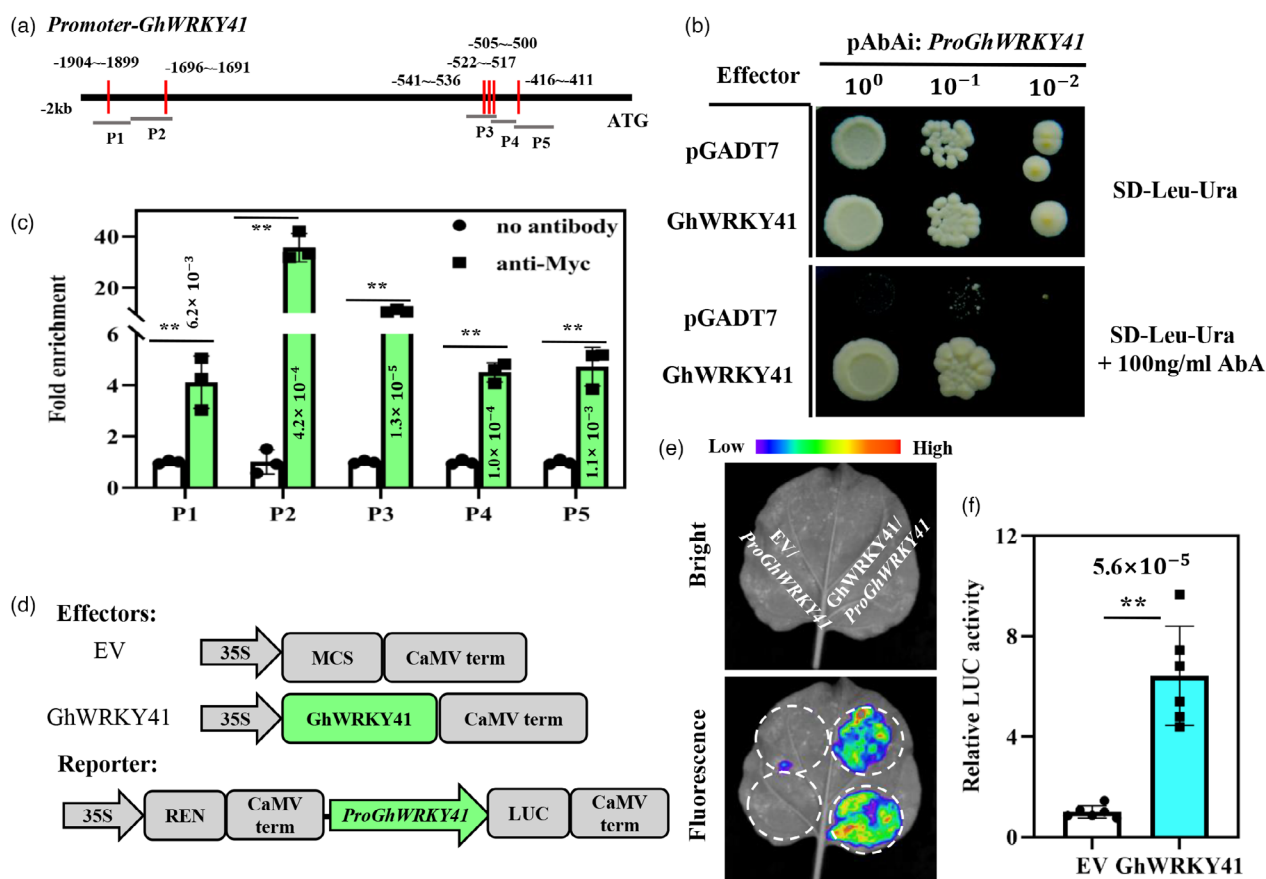 (a) Promoter-GhWRKY41
-505~~-500
-1904~~-1899
-522~~-517
-1696~~-1691
-541~~-536
-416~~-411
-2kb
ATG
P1
P2
P3
P4
P5
(b)
pAbAi: ProGhWRKY41
Effector
10⁰ 10⁻¹ 10⁻²
pGADT7
GhWRKY41
SD-Leu-Ura
pGADT7
GhWRKY41
SD-Leu-Ura
+ 100ng/ml AbA
(c)
Fold enrichment
40
20
6
4
2
0
no antibody
anti-Myc
** ** ** ** **
6.2× 10⁻³
4.2× 10⁻⁴
1.3× 10⁻⁵
1.0× 10⁻⁴
1.1× 10⁻³
P1 P2 P3 P4 P5
(d)
Effectors:
EV
35S MCS CaMV term
GhWRKY41
35S GhWRKY41 CaMV term
Reporter:
35S REN CaMV term ProGhWRKY41 LUC CaMV term
(e)
Low High
Bright
EV/
ProGhWRKY41
GhWRKY41/
ProGhWRKY41
Fluorescence
(f)
Relative LUC activity
12
8
4
0
5.6×10⁻⁵
**
EV GhWRKY41